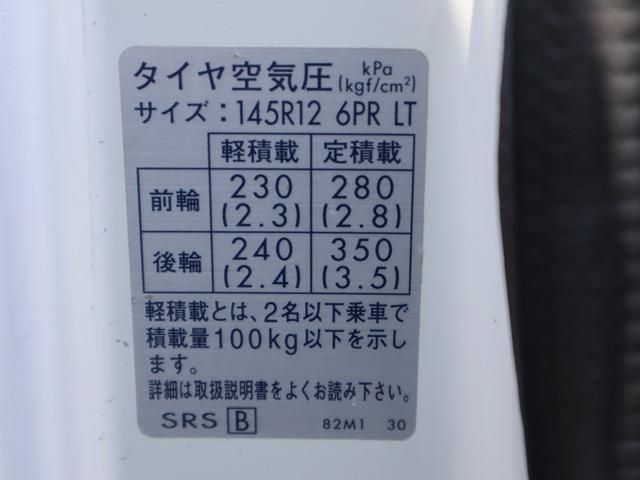 タイヤ空気圧 kPa (kgf/cm²)
サイズ：145R12 6PR LT
軽積載 定積載
前輪 230 (2.3) 280 (2.8)
後輪 240 (2.4) 350 (3.5)
軽積載とは、2名以下乗車で
積載量100kg以下を示し
ます。
詳細は取扱説明書をよくお読み下さい。
SRS B 82M1 30